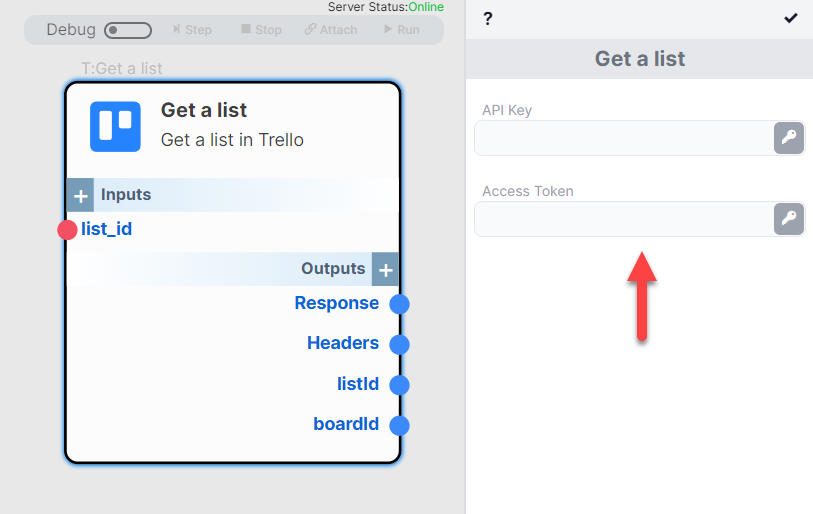 Server Status:Online
Debug Step Stop Attach Run
T:Get a list
Get a list
Get a list in Trello
+ Inputs
list_id
Outputs +
Response
Headers
listId
boardId
?
Get a list
API Key
Access Token